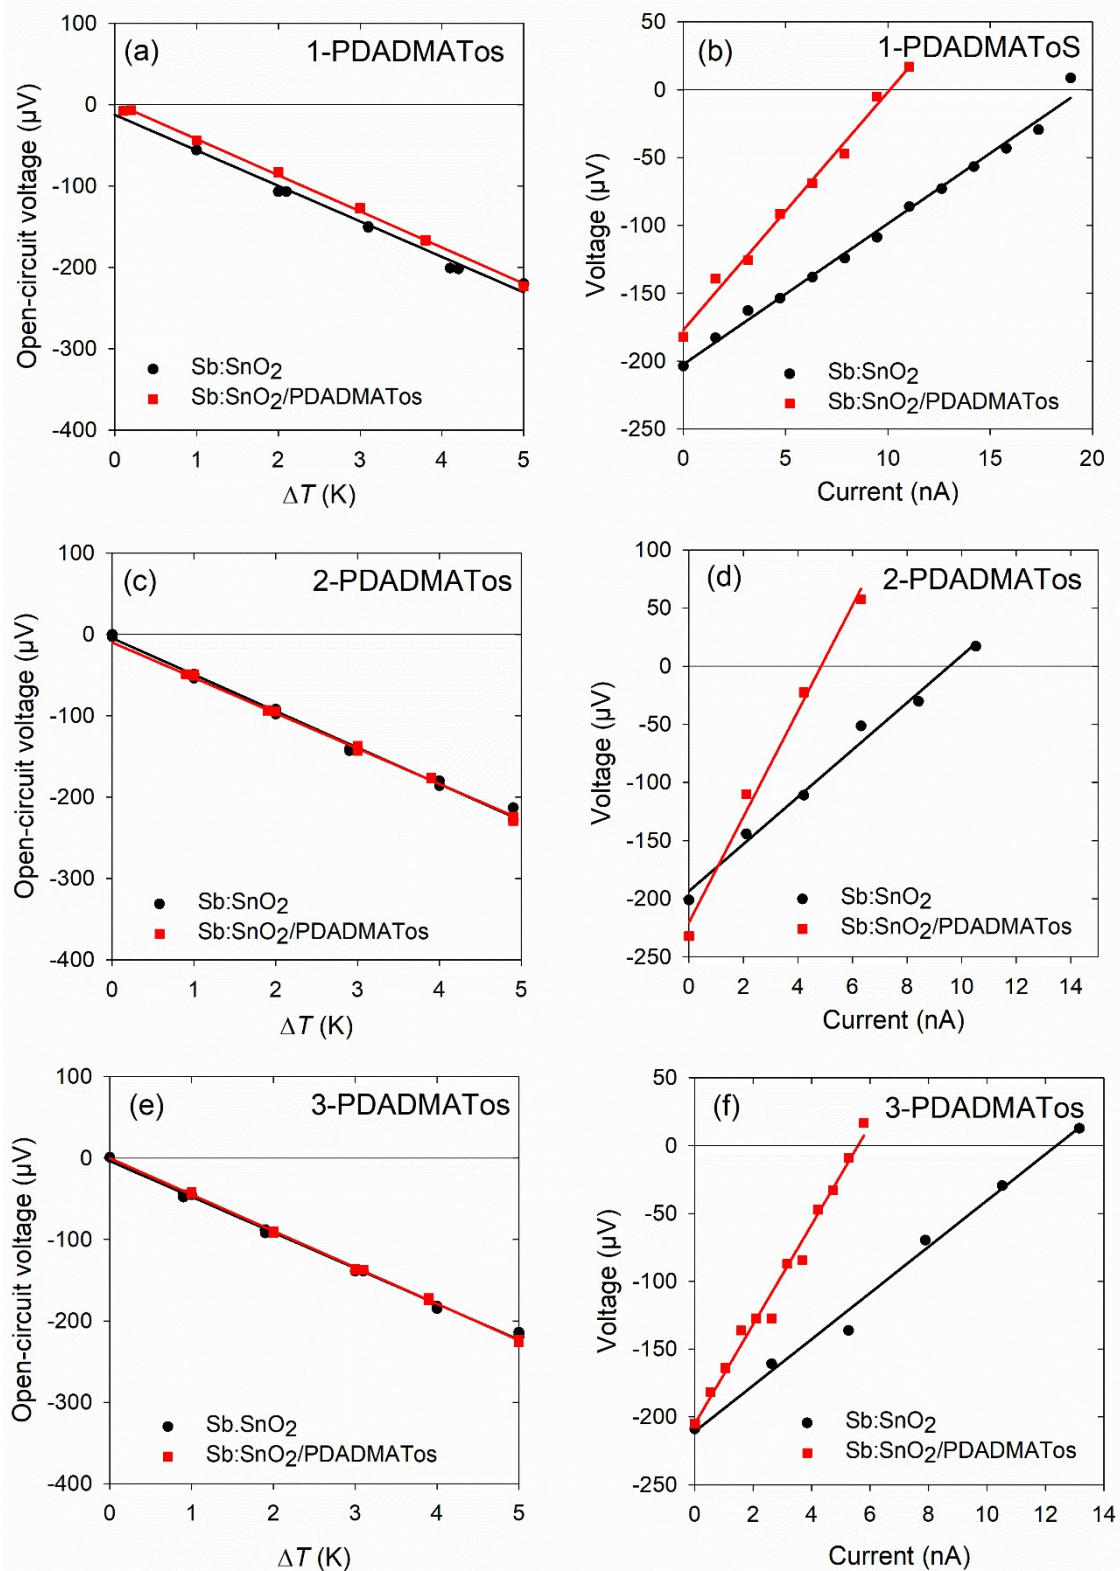 (a)
1-PDADMATos
Open-circuit voltage (µV)
100
0
-100
-200
-300
-400
Sb:SnO2
Sb:SnO2/PDADMATos
0 1 2 3 4 5
ΔT (K)
(b)
1-PDADMAToS
Voltage (µV)
50
0
-50
-100
-150
-200
-250
Sb:SnO2
Sb:SnO2/PDADMATos
0 5 10 15 20
Current (nA)
(c)
2-PDADMATos
Open-circuit voltage (µV)
100
0
-100
-200
-300
-400
Sb:SnO2
Sb:SnO2/PDADMATos
0 1 2 3 4 5
ΔT (K)
(d)
2-PDADMATos
Voltage (µV)
100
50
0
-50
-100
-150
-200
-250
Sb:SnO2
Sb:SnO2/PDADMATos
0 2 4 6 8 10 12 14
Current (nA)
(e)
3-PDADMATos
Open-circuit voltage (µV)
100
0
-100
-200
-300
-400
Sb.SnO2
Sb:SnO2/PDADMATos
0 1 2 3 4 5
ΔT (K)
(f)
3-PDADMATos
Voltage (µV)
50
0
-50
-100
-150
-200
-250
Sb:SnO2
Sb:SnO2/PDADMATos
0 2 4 6 8 10 12 14
Current (nA)